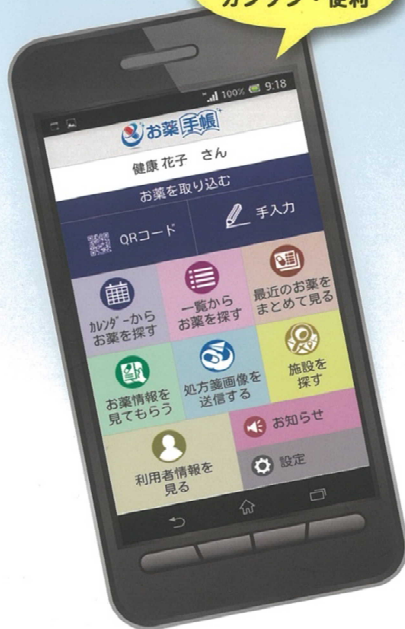 カンタン・便利
100% 9:18
お薬手帳
健康 花子 さん
お薬を取り込む
QRコード
手入力
カレンダーから
お薬を探す
一覧から
お薬を探す
最近のお薬を
まとめて見る
お薬情報を
見てもらう
処方薬画像を
送信する
施設を
探す
利用者情報を
見る
お知らせ
設定